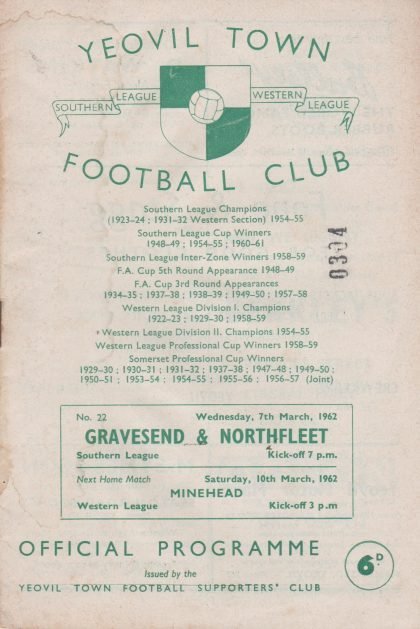 YEOVIL TOWN
SOUTHERN LEAGUE WESTERN LEAGUE
FOOTBALL CLUB
Southern League Champions
(1923-24 ; 1931-32 Western Section) 1954-55
Southern League Cup Winners
1948-49 ; 1954-55 ; 1960-61
Southern League Inter-Zone Winners 1958-59
F.A. Cup 5th Round Appearance 1948-49
F.A. Cup 3rd Round Appearances
1934-35 ; 1937-38 ; 1938-39 ; 1949-50 ; 1957-58
Western League Division I. Champions
1922-23 ; 1929-30 ; 1958-59
Western League Division II. Champions 1954-55
Western League Professional Cup Winners 1958-59
Somerset Professional Cup Winners
1929-30 ; 1930-31 ; 1931-32 ; 1937-38 ; 1947-48 ; 1949-50 ;
1950-51 ; 1953-54 ; 1954-55 ; 1955-56 ; 1956-57 (Joint)
0304
No. 22 Wednesday, 7th March, 1962
GRAVESEND & NORTHFLEET
Southern League Kick-off 7 p.m.
Next Home Match Saturday, 10th March, 1962
MINEHEAD
Western League Kick-off 3 p.m
OFFICIAL PROGRAMME
Issued by the
YEOVIL TOWN FOOTBALL SUPPORTERS' CLUB
6D.